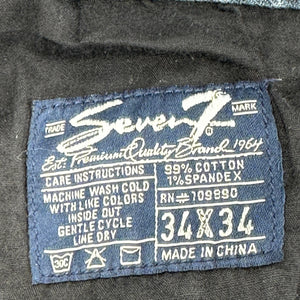 TRADE Seven7 MARK
Est: Premium Quality Brand 1964
CARE INSTRUCTIONS
MACHINE WASH COLD
WITH LIKE COLORS
INSIDE OUT
GENTLE CYCLE
LINE DRY
30C
99% COTTON
1% SPANDEX
RN# 109890
34X34
MADE IN CHINA